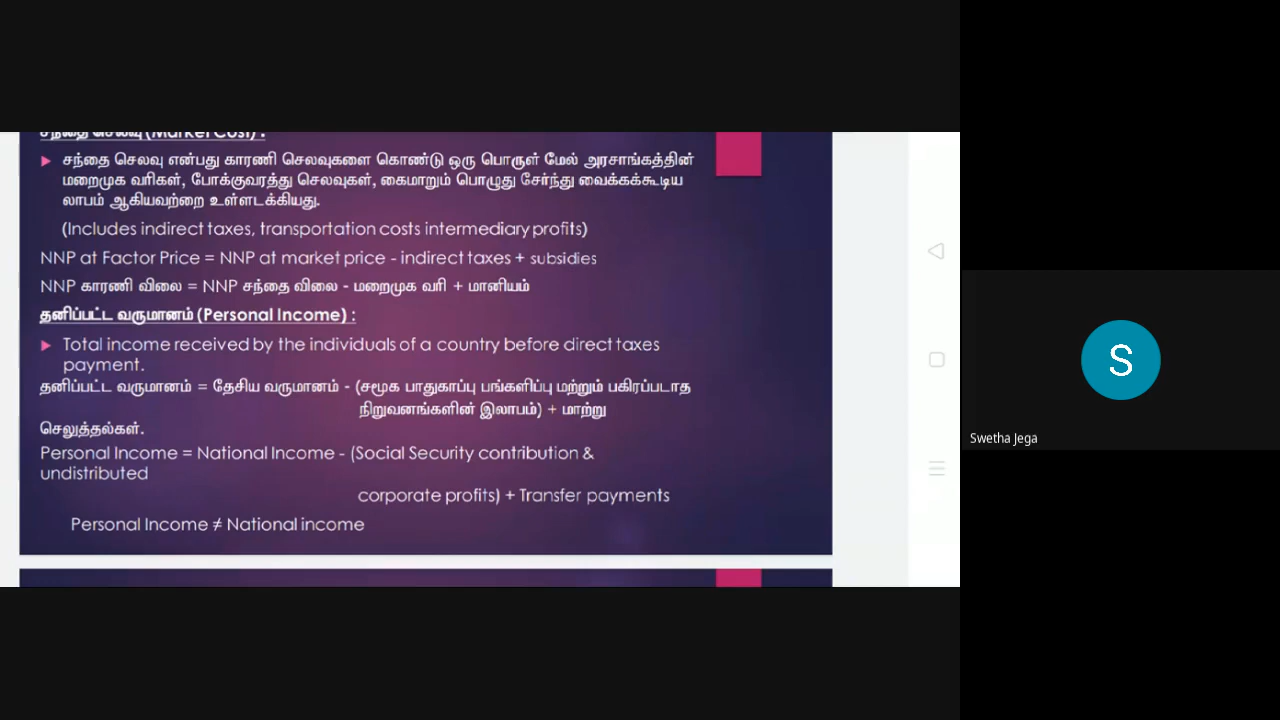 சந்தை செலவு (Market Cost) :
சந்தை செலவு என்பது காரணி செலவுகளை கொண்டு ஒரு பொருள் மேல் அரசாங்கத்தின்
மறைமுக வரிகள், போக்குவரத்து செலவுகள், கைமாறும் பொழுது சேர்ந்து வைக்கக்கூடிய
லாபம் ஆகியவற்றை உள்ளடக்கியது.
(Includes indirect taxes, transportation costs intermediary profits)
NNP at Factor Price = NNP at market price - indirect taxes + subsidies
NNP காரணி விலை = NNP சந்தை விலை - மறைமுக வரி + மானியம்
தனிப்பட்ட வருமானம் (Personal Income) :
Total income received by the individuals of a country before direct taxes
payment.
தனிப்பட்ட வருமானம் = தேசிய வருமானம் - (சமூக பாதுகாப்பு பங்களிப்பு மற்றும் பகிரப்படாத
நிறுவனங்களின் இலாபம்) + மாற்று
செலுத்தல்கள்.
Personal Income = National Income - (Social Security contribution &
undistributed
corporate profits) + Transfer payments
Personal Income ≠ National income
S
Swetha Jega